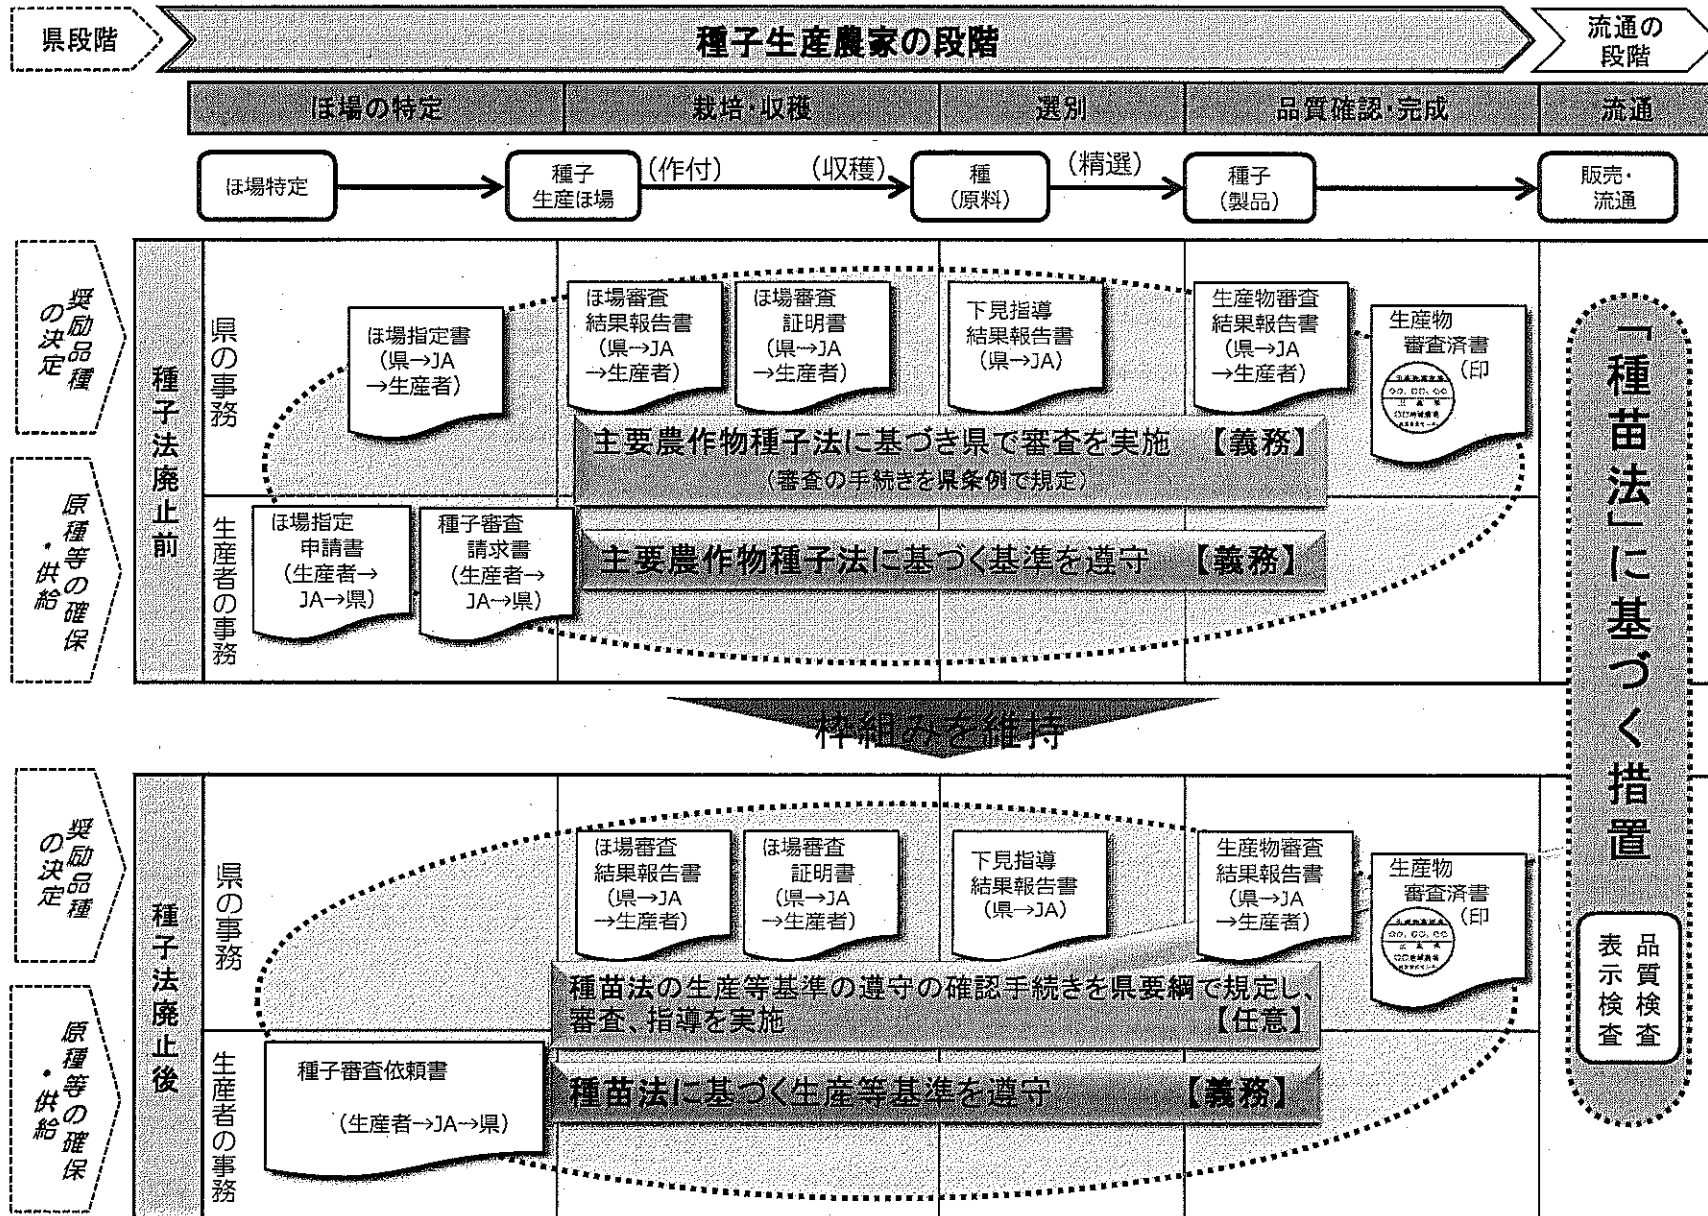 県段階
種子生産農家の段階
流通の
段階
ほ場の特定
栽培・収穫
選別
品質確認・完成
流通
ほ場特定
種子
生産ほ場
(作付)
(収穫)
種
(原料)
(精選)
種子
(製品)
販売・
流通
奨励品種
の決定
原種等の確保
・供給
種子法廃止前
県の事務
ほ場指定書
(県→JA
→生産者)
ほ場審査
結果報告書
(県→JA
→生産者)
ほ場審査
証明書
(県→JA
→生産者)
下見指導
結果報告書
(県→JA)
生産物審査
結果報告書
(県→JA
→生産者)
生産物
審査済書
(印
主要農作物種子法に基づき県で審査を実施 【義務】
(審査の手続きを県条例で規定)
生産者の事務
ほ場指定
申請書
(生産者→
JA→県)
種子審査
請求書
(生産者→
JA→県)
主要農作物種子法に基づく基準を遵守 【義務】
枠組みを維持
奨励品種
の決定
原種等の確保
・供給
種子法廃止後
県の事務
ほ場審査
結果報告書
(県→JA
→生産者)
ほ場審査
証明書
(県→JA
→生産者)
下見指導
結果報告書
(県→JA)
生産物審査
結果報告書
(県→JA
→生産者)
生産物
審査済書
(印
種苗法の生産等基準の遵守の確認手続きを県要綱で規定し、
審査、指導を実施 【任意】
生産者の事務
種子審査依頼書
(生産者→JA→県)
種苗法に基づく生産等基準を遵守 【義務】
「種苗法」に基づく措置
品質検査
表示検査